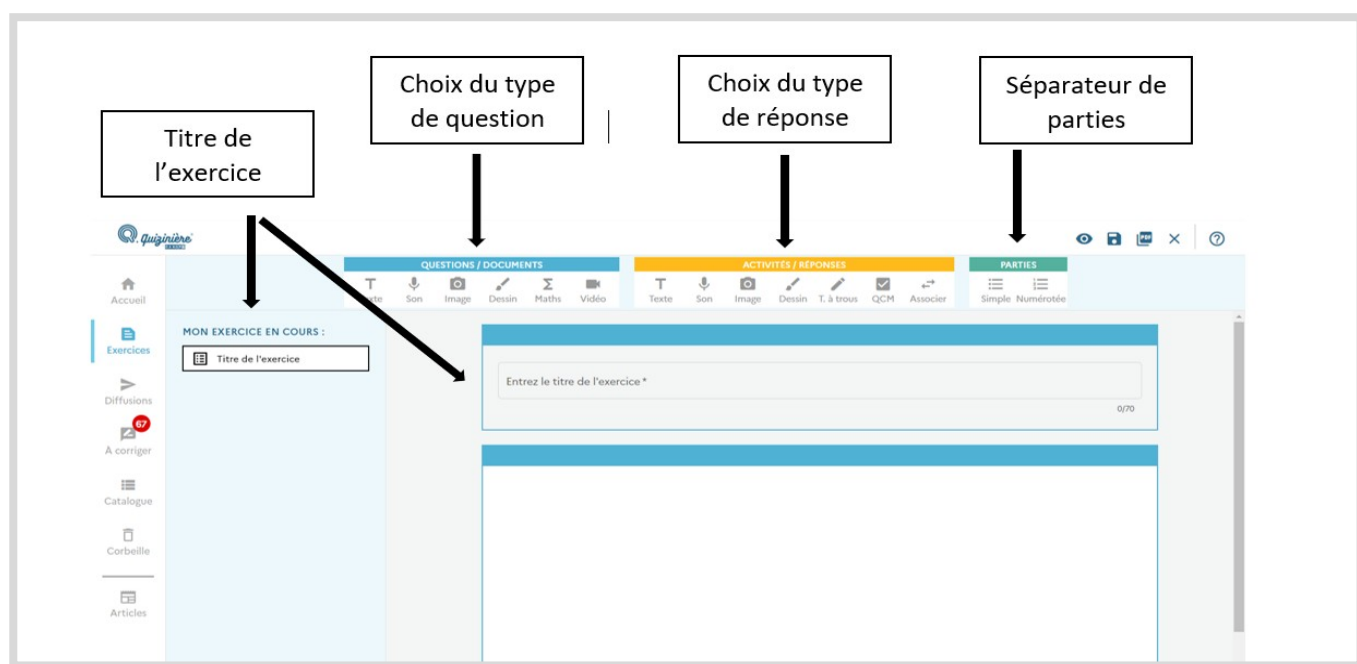 Choix du type
de question
Choix du type
de réponse
Séparateur de
parties
Titre de
l'exercice
Quizinière
QUESTIONS / DOCUMENTS
ACTIVITÉS / RÉPONSES
PARTIES
Accueil
Texte Son Image Dessin Maths Vidéo
Texte Son Image Dessin T. à trous QCM Associer
Simple Numérotée
PDF
MON EXERCICE EN COURS :
Titre de l'exercice
Exercices
Diffusions
67
À corriger
Catalogue
Corbeille
Articles
Entrez le titre de l'exercice *
0/70